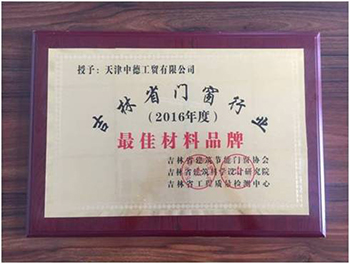 授予：天津中德工贸有限公司
吉林省门窗行业
（2016年度）
最佳材料品牌
吉林省建筑节能门窗协会
吉林省建筑科学设计研究院
吉林省工程质量检测中心